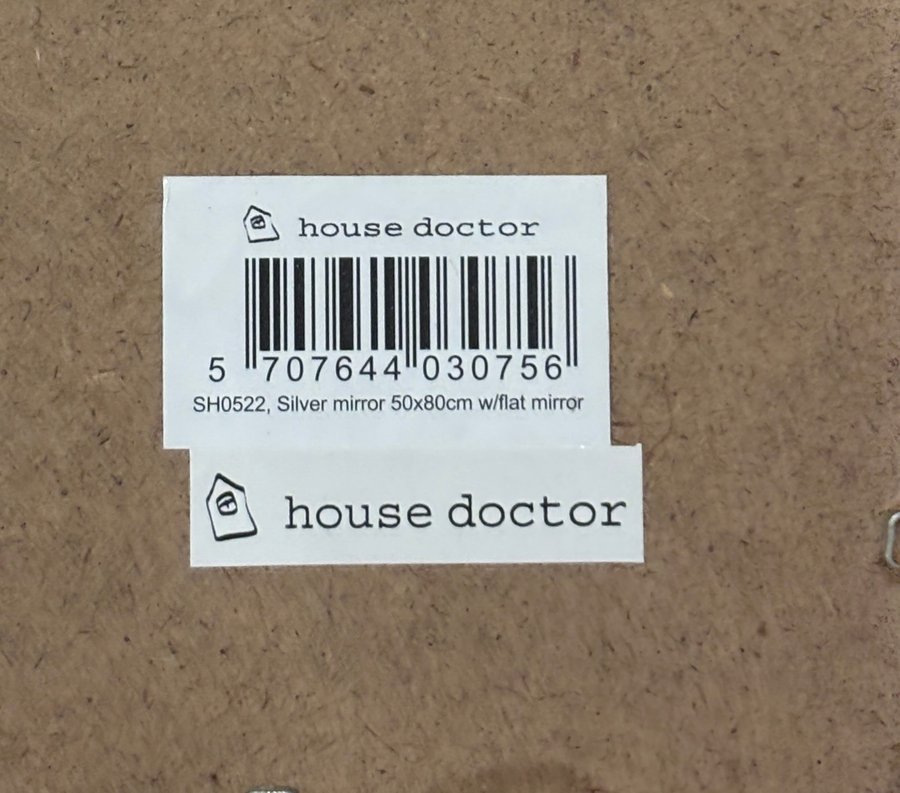 house doctor
5 707644 030756
SH0522, Silver mirror 50x80cm w/flat mirror
house doctor